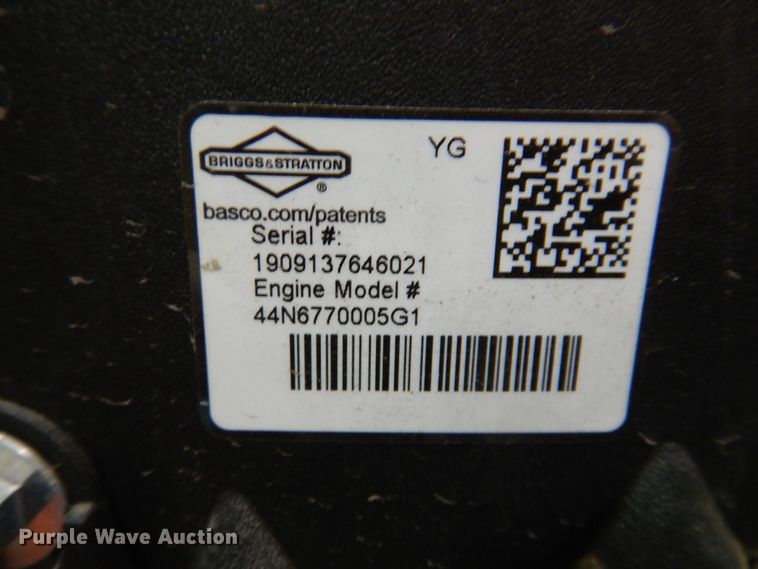 BRIGGS&STRATTON
®
YG
basco.com/patents
Serial #:
1909137646021
Engine Model #
44N6770005G1
Purple Wave Auction